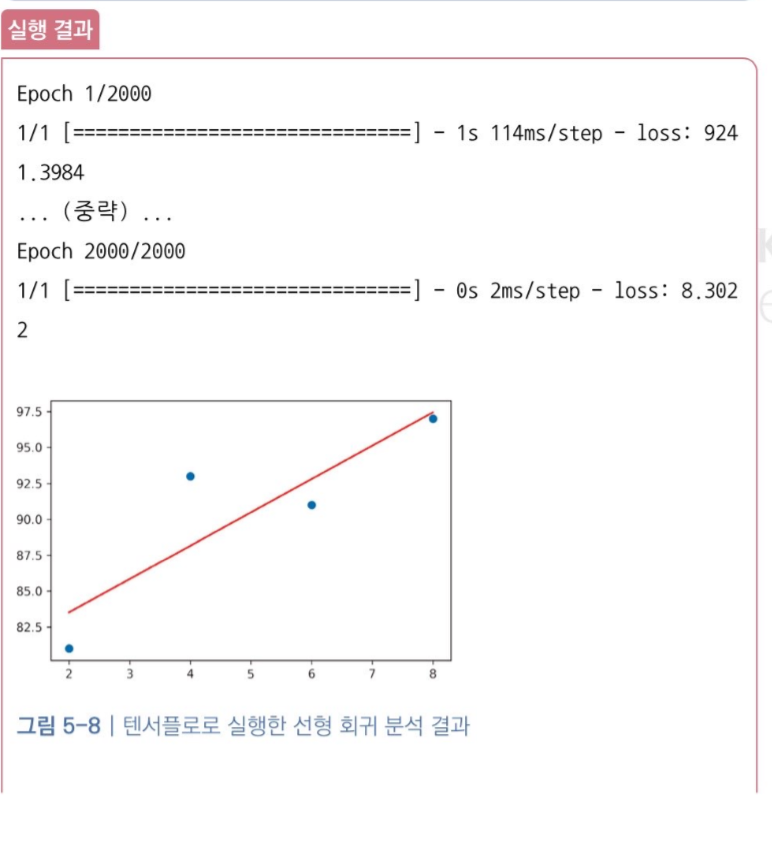 실행 결과
Epoch 1/2000
1/1 [==============================] - 1s 114ms/step - loss: 924
1.3984
... (중략) ...
Epoch 2000/2000
1/1 [==============================] - 0s 2ms/step - loss: 8.302
2
97.5
95.0
92.5
90.0
87.5
85.0
82.5
2 3 4 5 6 7 8
그림 5-8 | 텐서플로로 실행한 선형 회귀 분석 결과